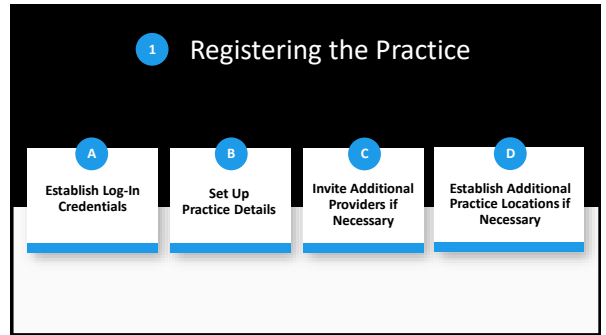 1 Registering the Practice
A
Establish Log-In
Credentials
B
Set Up
Practice Details
C
Invite Additional
Providers if
Necessary
D
Establish Additional
Practice Locations if
Necessary